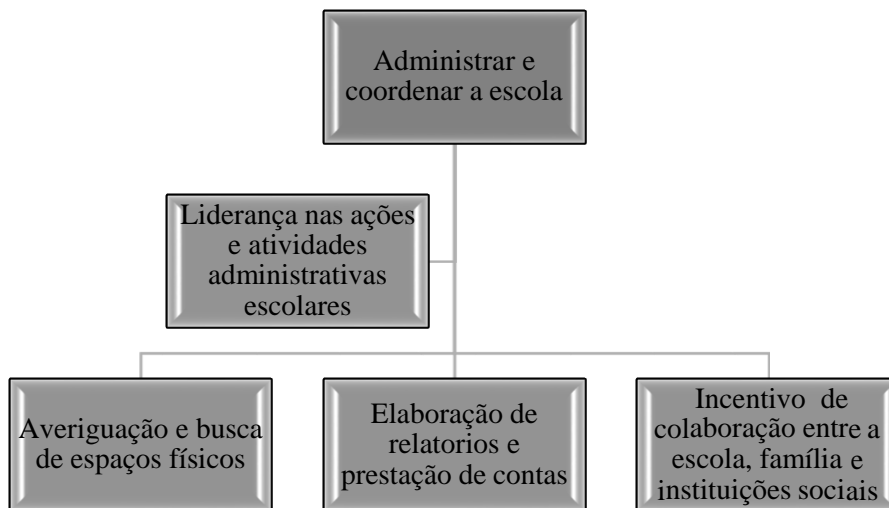 Administrar e
coordenar a escola
Liderança nas ações
e atividades
administrativas
escolares
Averiguação e busca
de espaços físicos
Elaboração de
relatorios e
prestação de contas
Incentivo de
colaboração entre a
escola, família e
instituições sociais